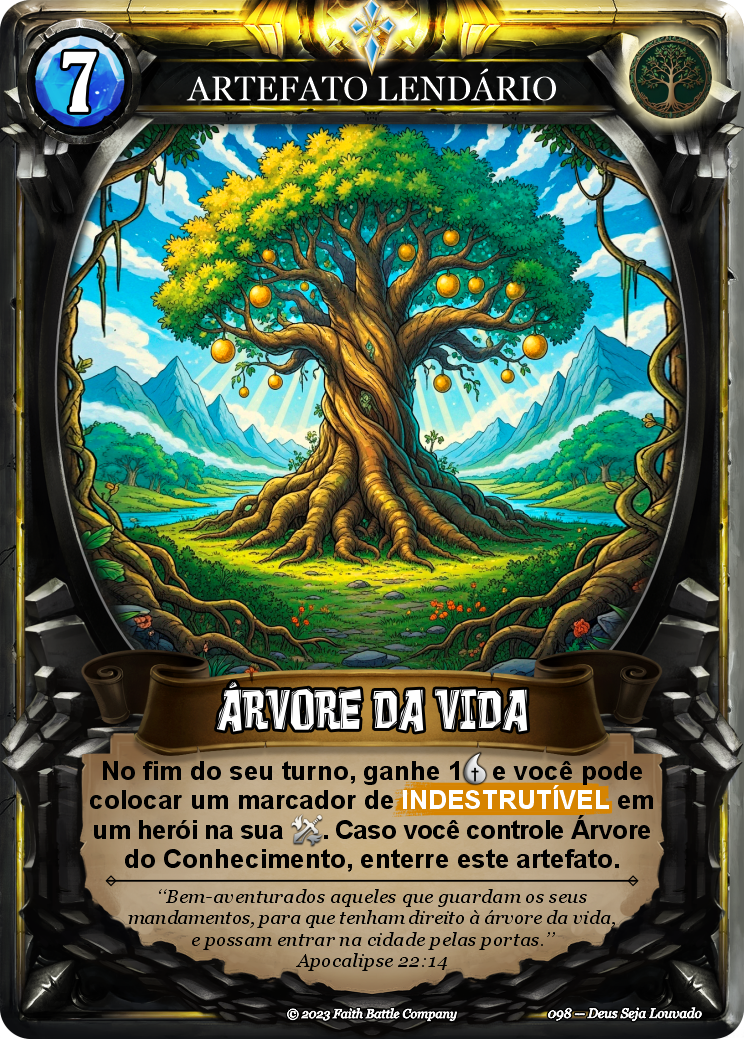 7
ARTEFATO LENDÁRIO
ÁRVORE DA VIDA
No fim do seu turno, ganhe 1 e você pode
colocar um marcador de INDESTRUTÍVEL em
um herói na sua . Caso você controle Árvore
do Conhecimento, enterre este artefato.
“Bem-aventurados aqueles que guardam os seus
mandamentos, para que tenham direito à árvore da vida,
e possam entrar na cidade pelas portas.”
Apocalipse 22:14
© 2023 Faith Battle Company
098 – Deus Seja Louvado